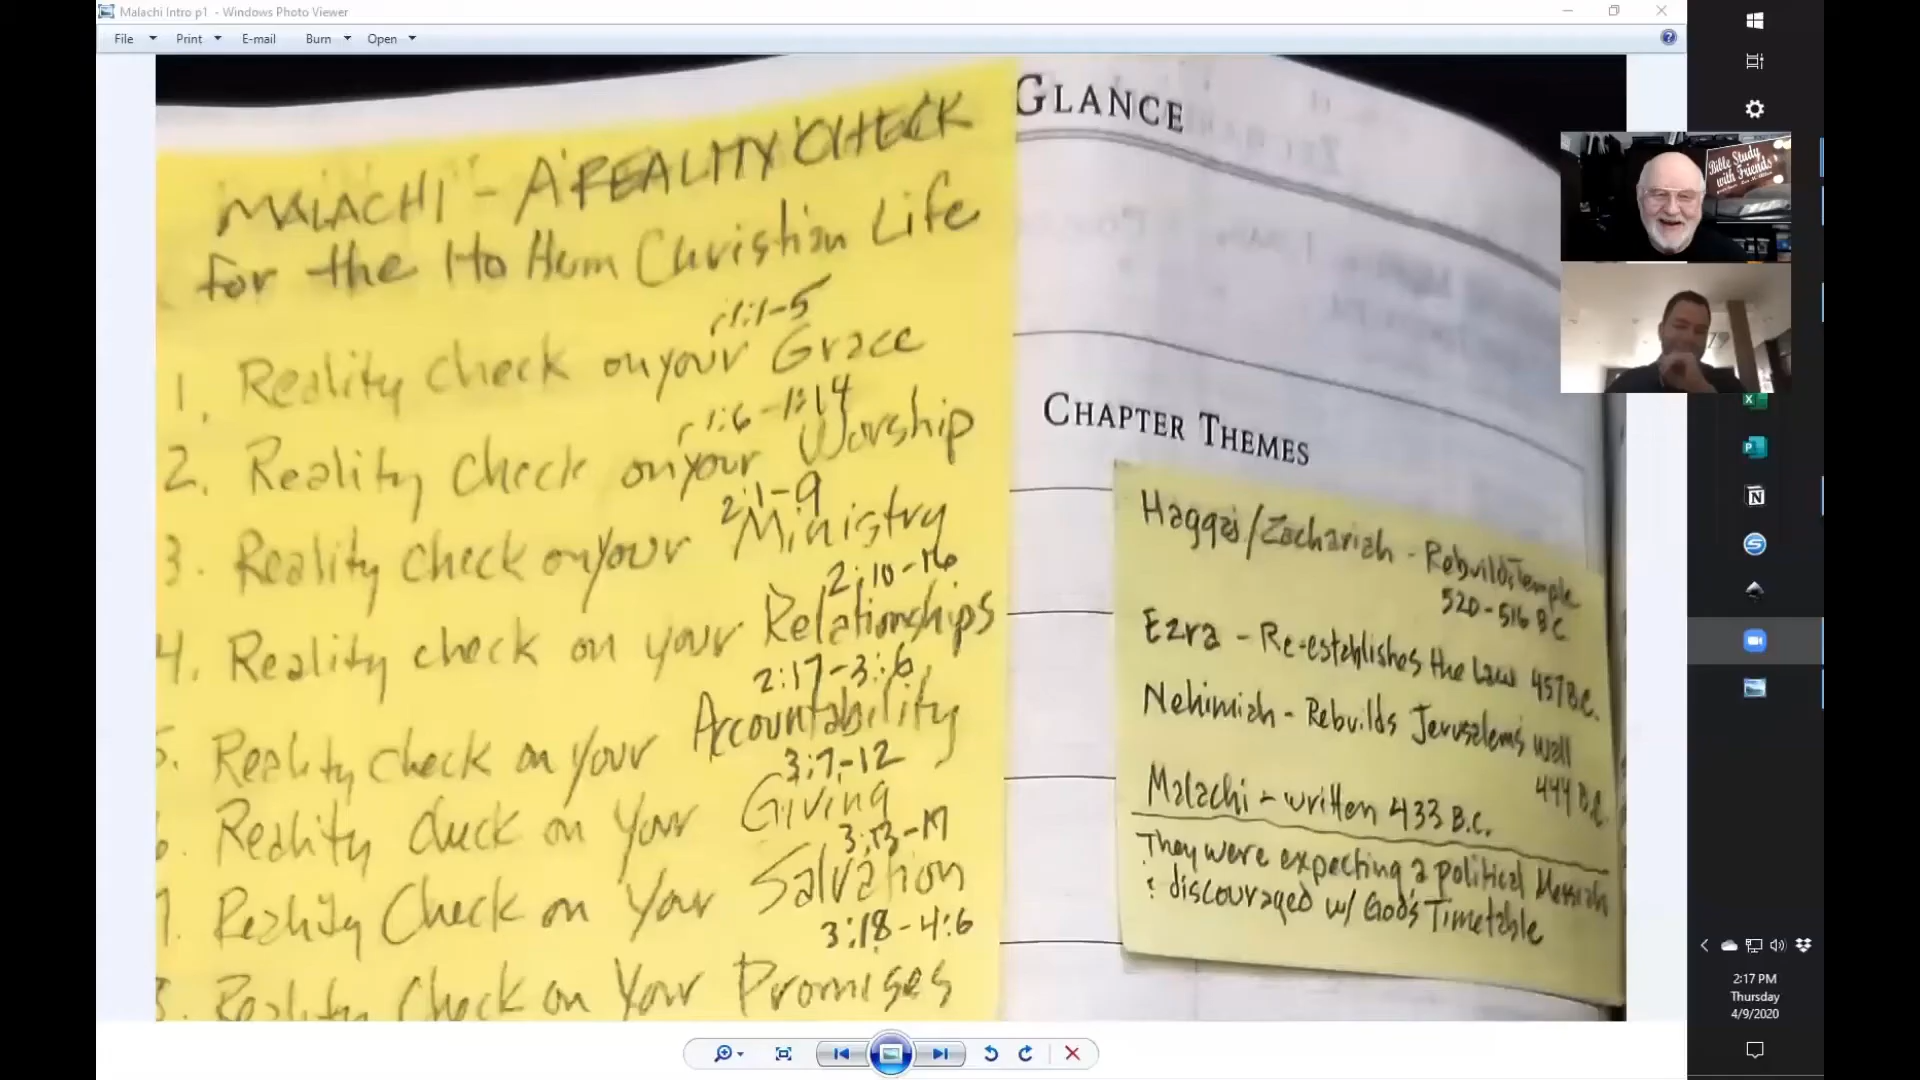 Malachi Intro p1 - Windows Photo Viewer
File Print E-mail Burn Open
MALACHI - A REALITY CHECK
for the Ho Hum Christian Life
1:1-5
1. Reality Check on your Grace
1:6-1:14
2. Reality Check on your Worship
2:1-9
3. Reality Check on your Ministry
2:10-16
4. Reality Check on your Relationships
2:17-3:6
5. Reality Check on your Accountability
3:7-12
6. Reality Check on Your Giving
3:13-17
7. Reality Check on Your Salvation
3:18-4:6
8. Reality Check on Your Promises
GLANCE
CHAPTER THEMES
Haggai/Zachariah - Rebuilds Temple
520-516 BC
Ezra - Re-establishes the Law 457 B.C.
Nehimiah - Rebuilds Jerusalem's Wall
444 B.C.
Malachi - written 433 B.C.
They were expecting a political Messiah
& discouraged w/ God's Timetable
Bible Study
with Friends
2:17 PM
Thursday
4/9/2020